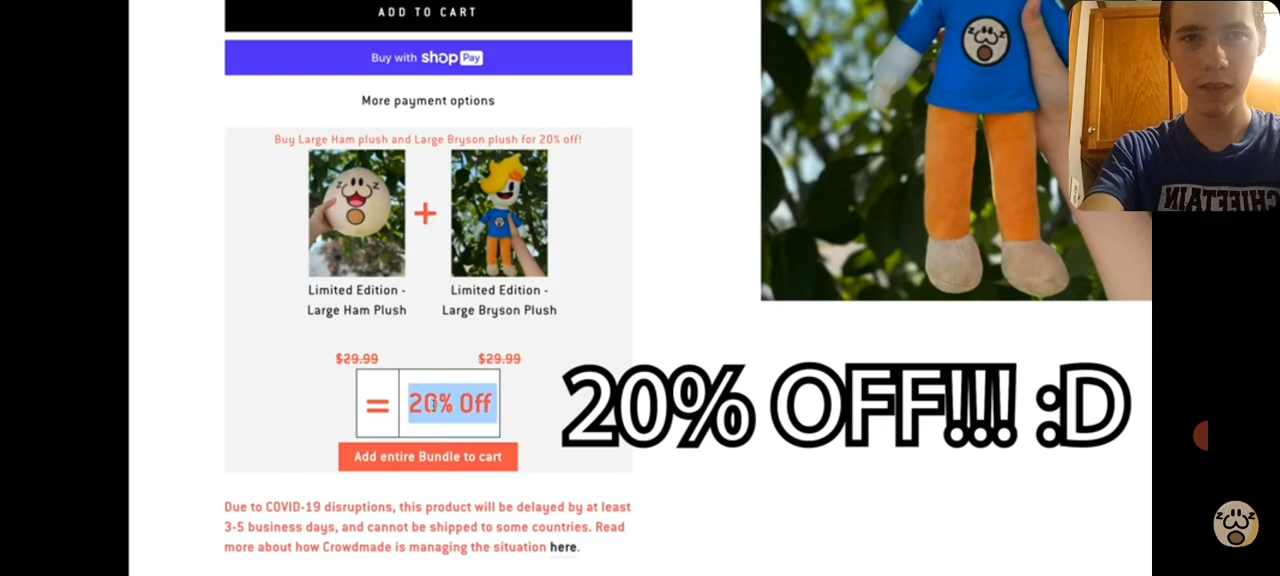 ADD TO CART
Buy with shop Pay
More payment options
Buy Large Ham plush and Large Bryson plush for 20% off!
+
Limited Edition -
Large Ham Plush
Limited Edition -
Large Bryson Plush
$29.99
$29.99
= 20% Off
20% OFF!!! :D
Add entire Bundle to cart
Due to COVID-19 disruptions, this product will be delayed by at least
3-5 business days, and cannot be shipped to some countries. Read
more about how Crowdmade is managing the situation here.
CHIEFTAIN